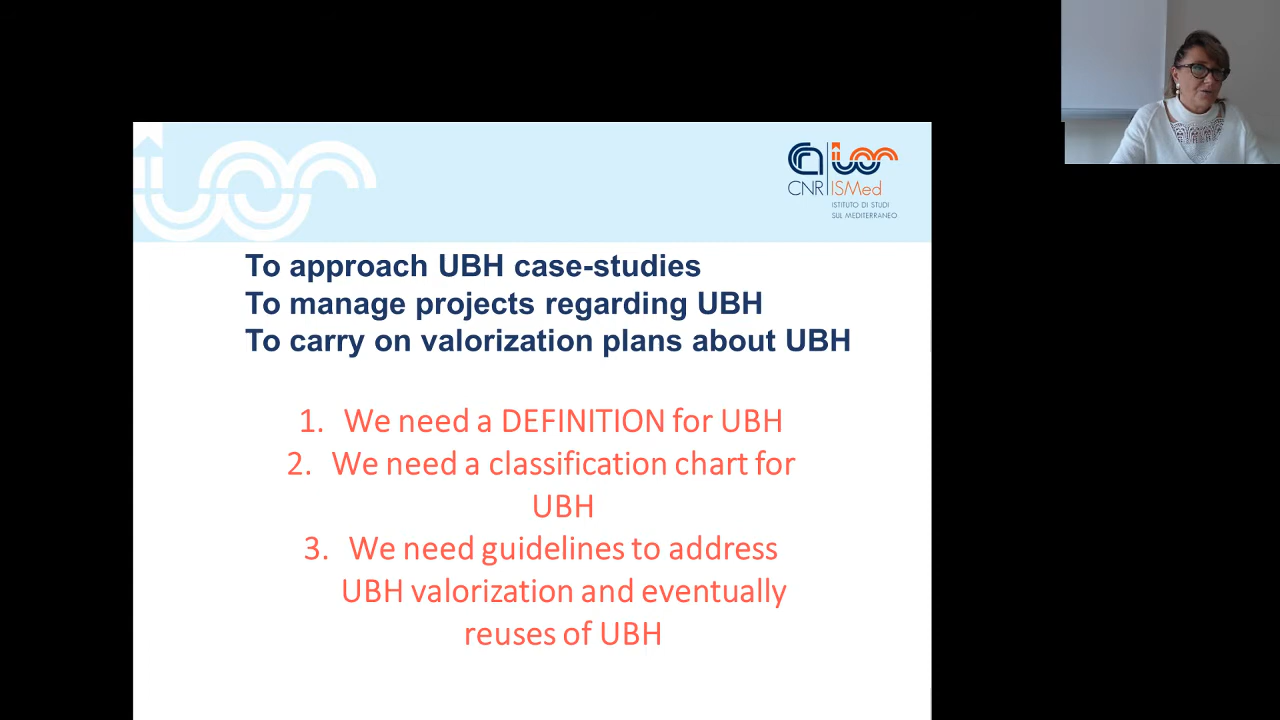 CNR
ISMed
ISTITUTO DI STUDI
SUL MEDITERRANEO
To approach UBH case-studies
To manage projects regarding UBH
To carry on valorization plans about UBH
1. We need a DEFINITION for UBH
2. We need a classification chart for
UBH
3. We need guidelines to address
UBH valorization and eventually
reuses of UBH